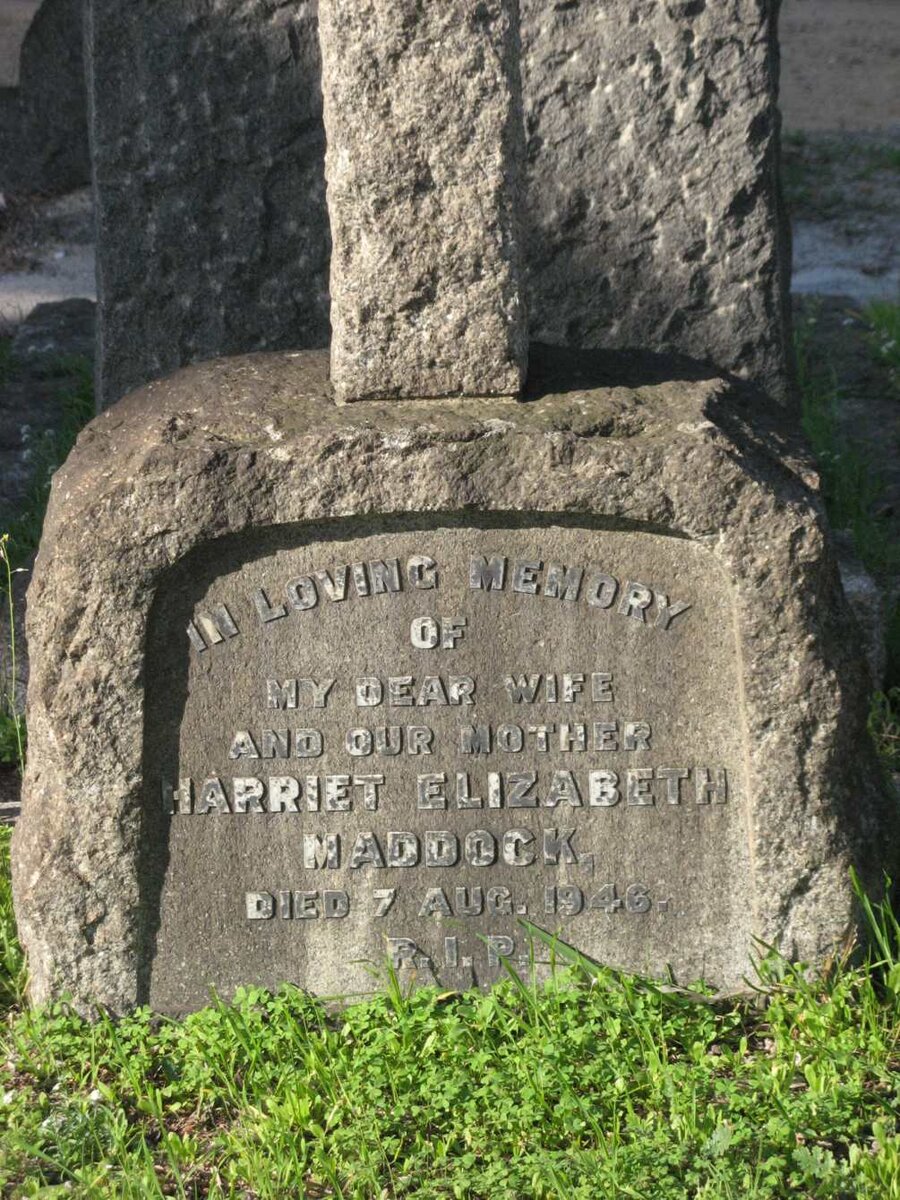 IN LOVING MEMORY
OF
MY DEAR WIFE
AND OUR MOTHER
HARRIET ELIZABETH
MADDOCK,
DIED 7 AUG. 1946.
R.I.P.